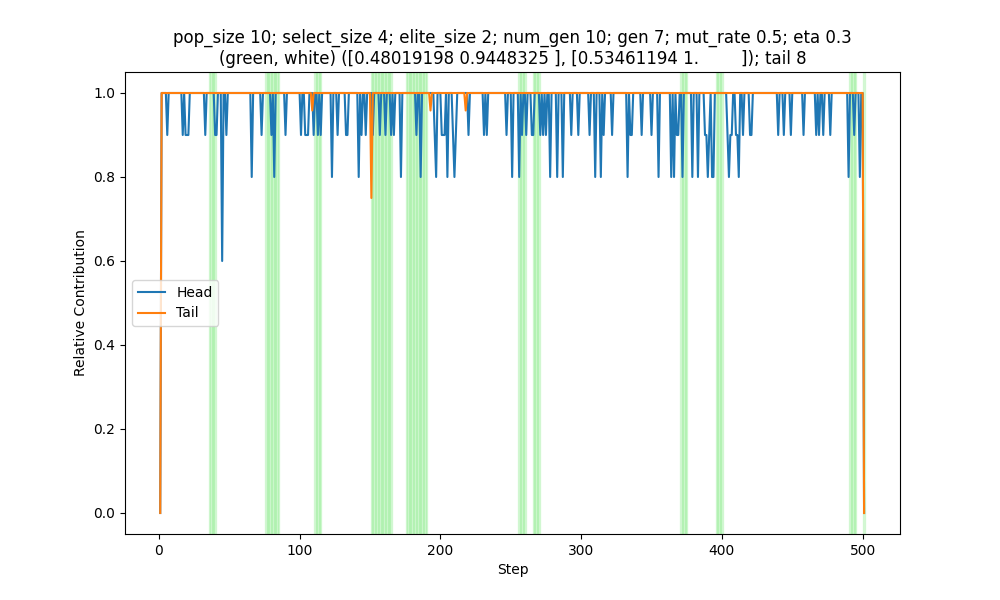 pop_size 10; select_size 4; elite_size 2; num_gen 10; gen 7; mut_rate 0.5; eta 0.3
(green, white) ([0.48019198 0.9448325 ], [0.53461194 1.         ]); tail 8
1.0
0.8
0.6
0.4
0.2
0.0
Relative Contribution
Head
Tail
0
100
200
300
400
500
Step